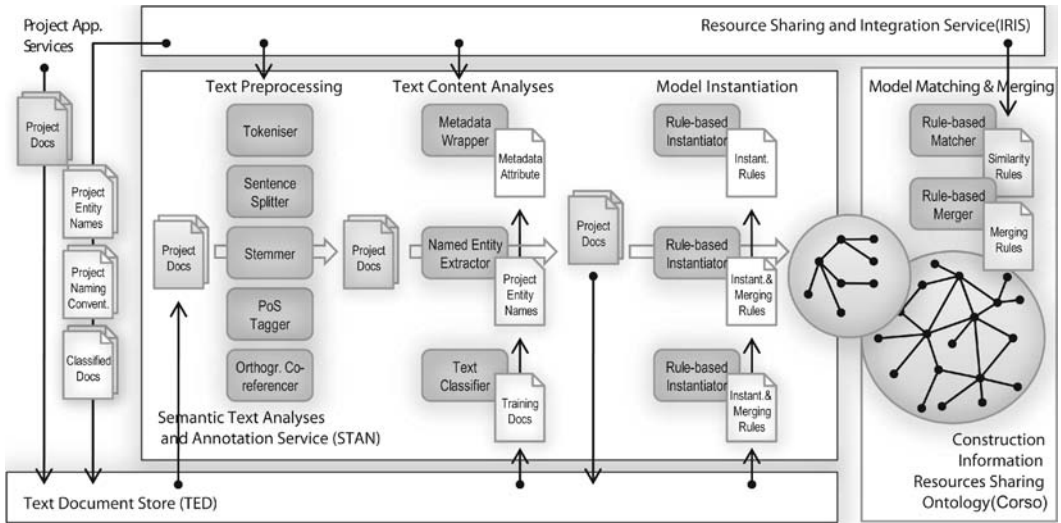 Project App.
Services
Resource Sharing and Integration Service(IRIS)
Project
Docs
Project
Entity
Names
Project
Naming
Convent.
Classified
Docs
Text Preprocessing
Tokeniser
Sentence
Splitter
Project
Docs
Stemmer
PoS
Tagger
Orthogr. Co-
referencer
Semantic Text Analyses
and Annotation Service (STAN)
Project
Docs
Text Content Analyses
Metadata
Wrapper
Metadata
Attribute
Named Entity
Extractor
Project
Entity
Names
Text
Classifier
Training
Docs
Project
Docs
Model Instantiation
Rule-based
Instantiator
Instant.
Rules
Rule-based
Instantiator
Instant.&
Merging
Rules
Rule-based
Instantiator
Instant.&
Merging
Rules
Model Matching & Merging
Rule-based
Matcher
Similarity
Rules
Rule-based
Merger
Merging
Rules
Construction
Information
Resources Sharing
Ontology(Corso)
Text Document Store (TED)